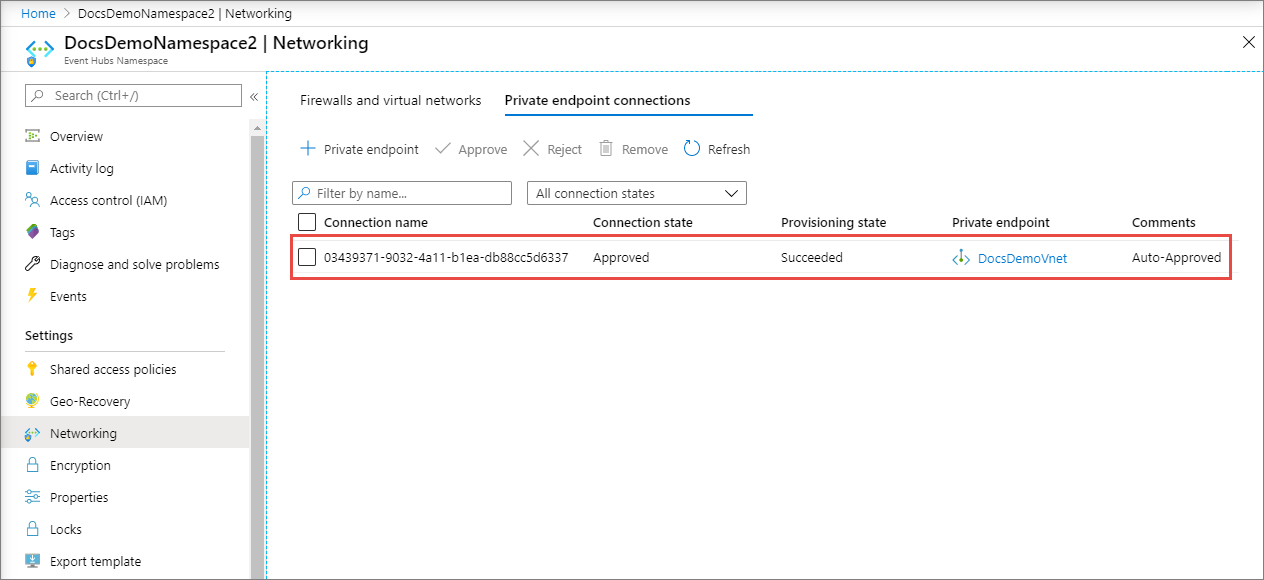 Home > DocsDemoNamespace2 | Networking
DocsDemoNamespace2 | Networking
Event Hubs Namespace
Search (Ctrl+/)
«
Overview
Activity log
Access control (IAM)
Tags
Diagnose and solve problems
Events
Settings
Shared access policies
Geo-Recovery
Networking
Encryption
Properties
Locks
Export template
Firewalls and virtual networks Private endpoint connections
Private endpoint Approve Reject Remove Refresh
Filter by name... All connection states
Connection name Connection state Provisioning state Private endpoint Comments
03439371-9032-4a11-b1ea-db88cc5d6337 Approved Succeeded DocsDemoVnet Auto-Approved